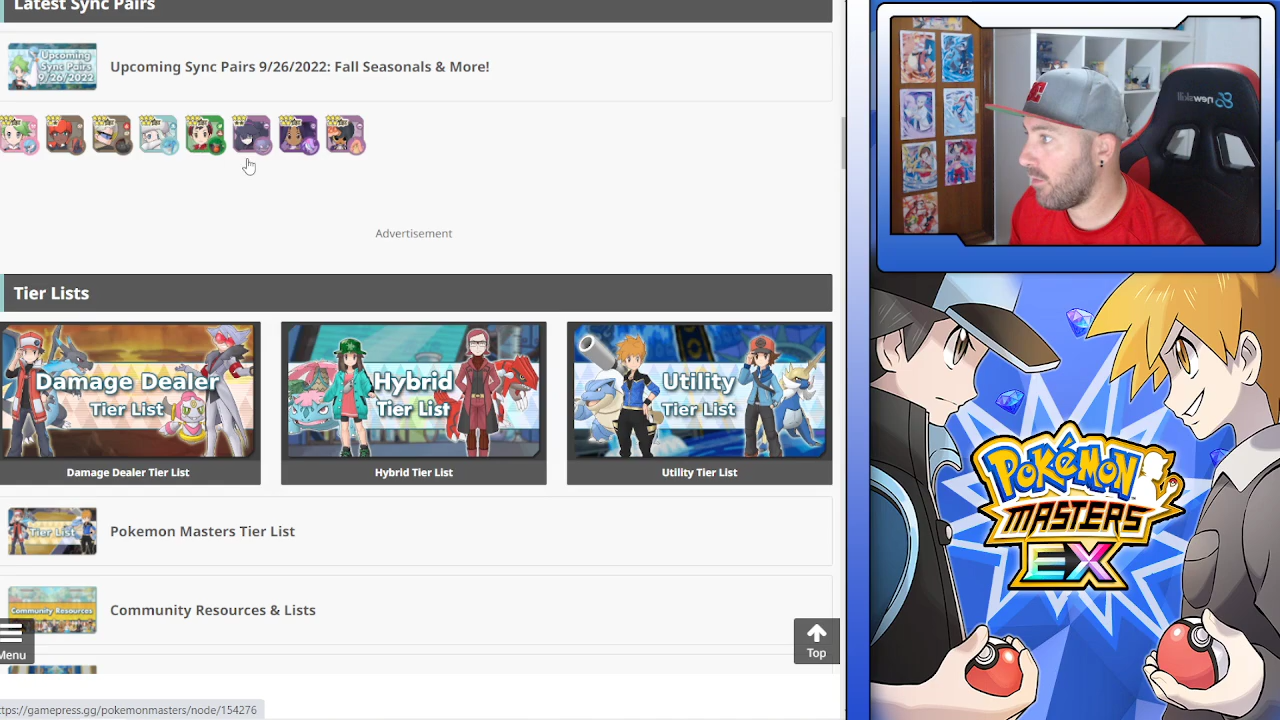 Latest Sync Pairs
Upcoming
Sync Pairs
9/26/2022
Upcoming Sync Pairs 9/26/2022: Fall Seasonals & More!
Advertisement
Tier Lists
Damage Dealer
Tier List
Hybrid
Tier List
Utility
Tier List
Damage Dealer Tier List
Hybrid Tier List
Utility Tier List
Tier List
Pokemon Masters Tier List
Community Resources
Community Resources & Lists
Menu
Top
ttps://gamepress.gg/pokemonmasters/node/154276
newskill
POKéMON
MASTERS
EX